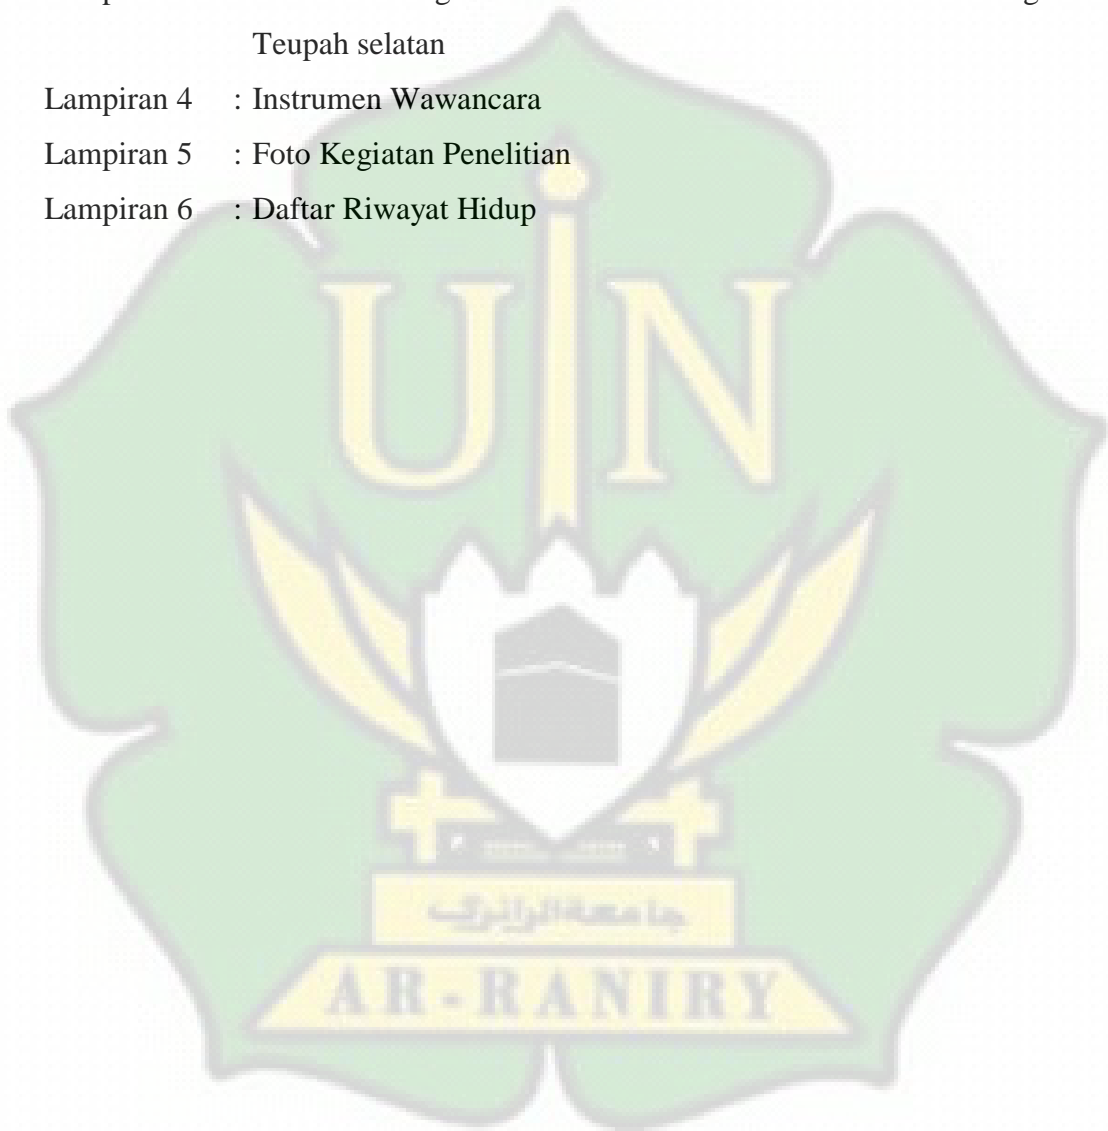 Teupah selatan
Lampiran 4 : Instrumen Wawancara
Lampiran 5 : Foto Kegiatan Penelitian
Lampiran 6 : Daftar Riwayat Hidup
UIN
جامعة الرانري
AR-RANIRY